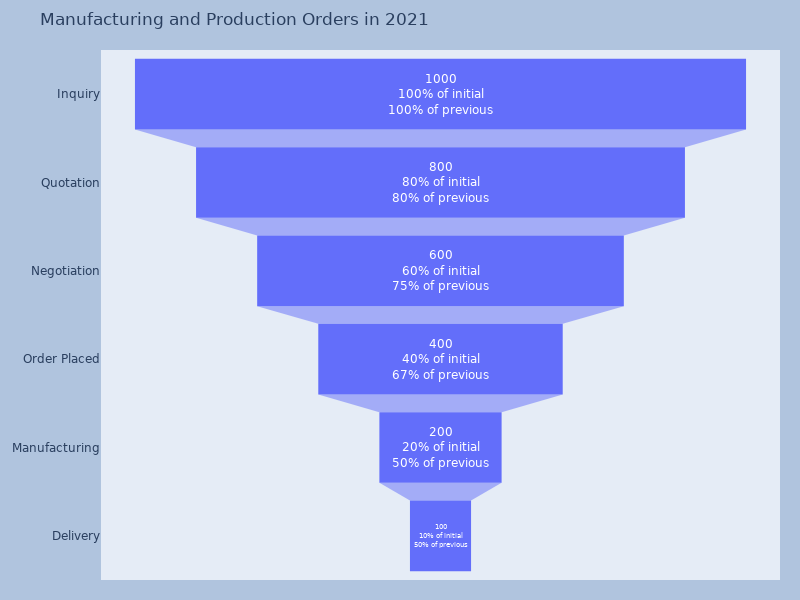 Manufacturing and Production Orders in 2021
Inquiry
1000
100% of initial
100% of previous
Quotation
800
80% of initial
80% of previous
Negotiation
600
60% of initial
75% of previous
Order Placed
400
40% of initial
67% of previous
Manufacturing
200
20% of initial
50% of previous
Delivery
100
10% of initial
50% of previous